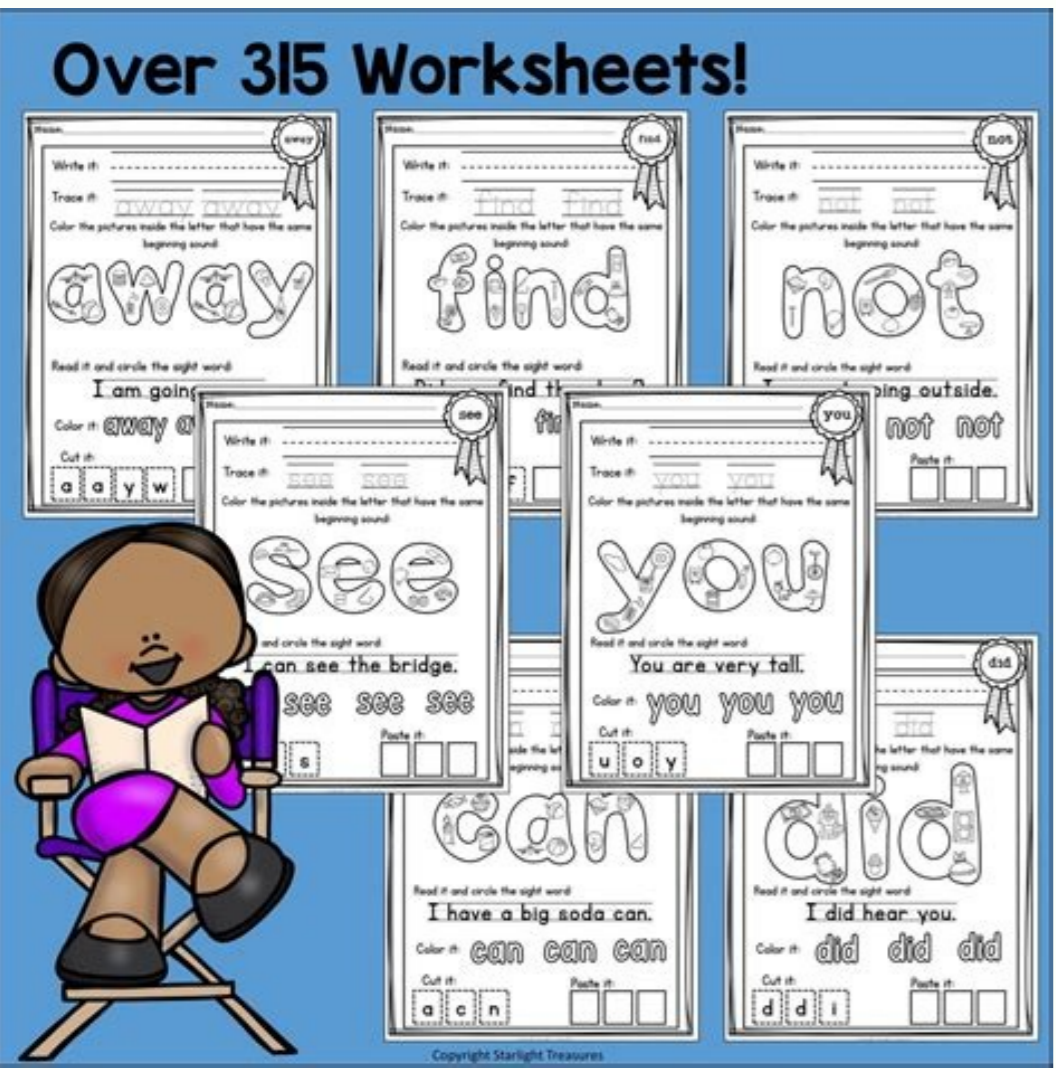 Over 315 Worksheets!
Name:
away
Write it:
Trace it: away away
Color the pictures inside the letter that have the same
beginning sound:
away
Read it and circle the sight word:
I am going
Color it: away a
Cut it:
a a y w
Name:
find
Write it:
Trace it: find find
Color the pictures inside the letter that have the same
beginning sound:
find
Read it and circle the sight word:
find
Name:
not
Write it:
Trace it: not not
Color the pictures inside the letter that have the same
beginning sound:
not
Read it and circle the sight word:
outside.
not not
Paste it:
Name:
see
Write it:
Trace it: see see
Color the pictures inside the letter that have the same
beginning sound:
see
and circle the sight word:
I can see the bridge.
see see see
Paste it:
s
Name:
you
Write it:
Trace it: you you
Color the pictures inside the letter that have the same
beginning sound:
you
Read it and circle the sight word:
You are very tall.
Color it: you you you
Cut it: Paste it:
u o y
can
Read it and circle the sight word:
I have a big soda can.
Color it: can can can
Cut it: Paste it:
a c n
did
did
he letter that have the same
ng sound:
did
Read it and circle the sight word:
I did hear you.
Color it: did did did
Cut it: Paste it:
d d i
Copyright Starlight Treasures